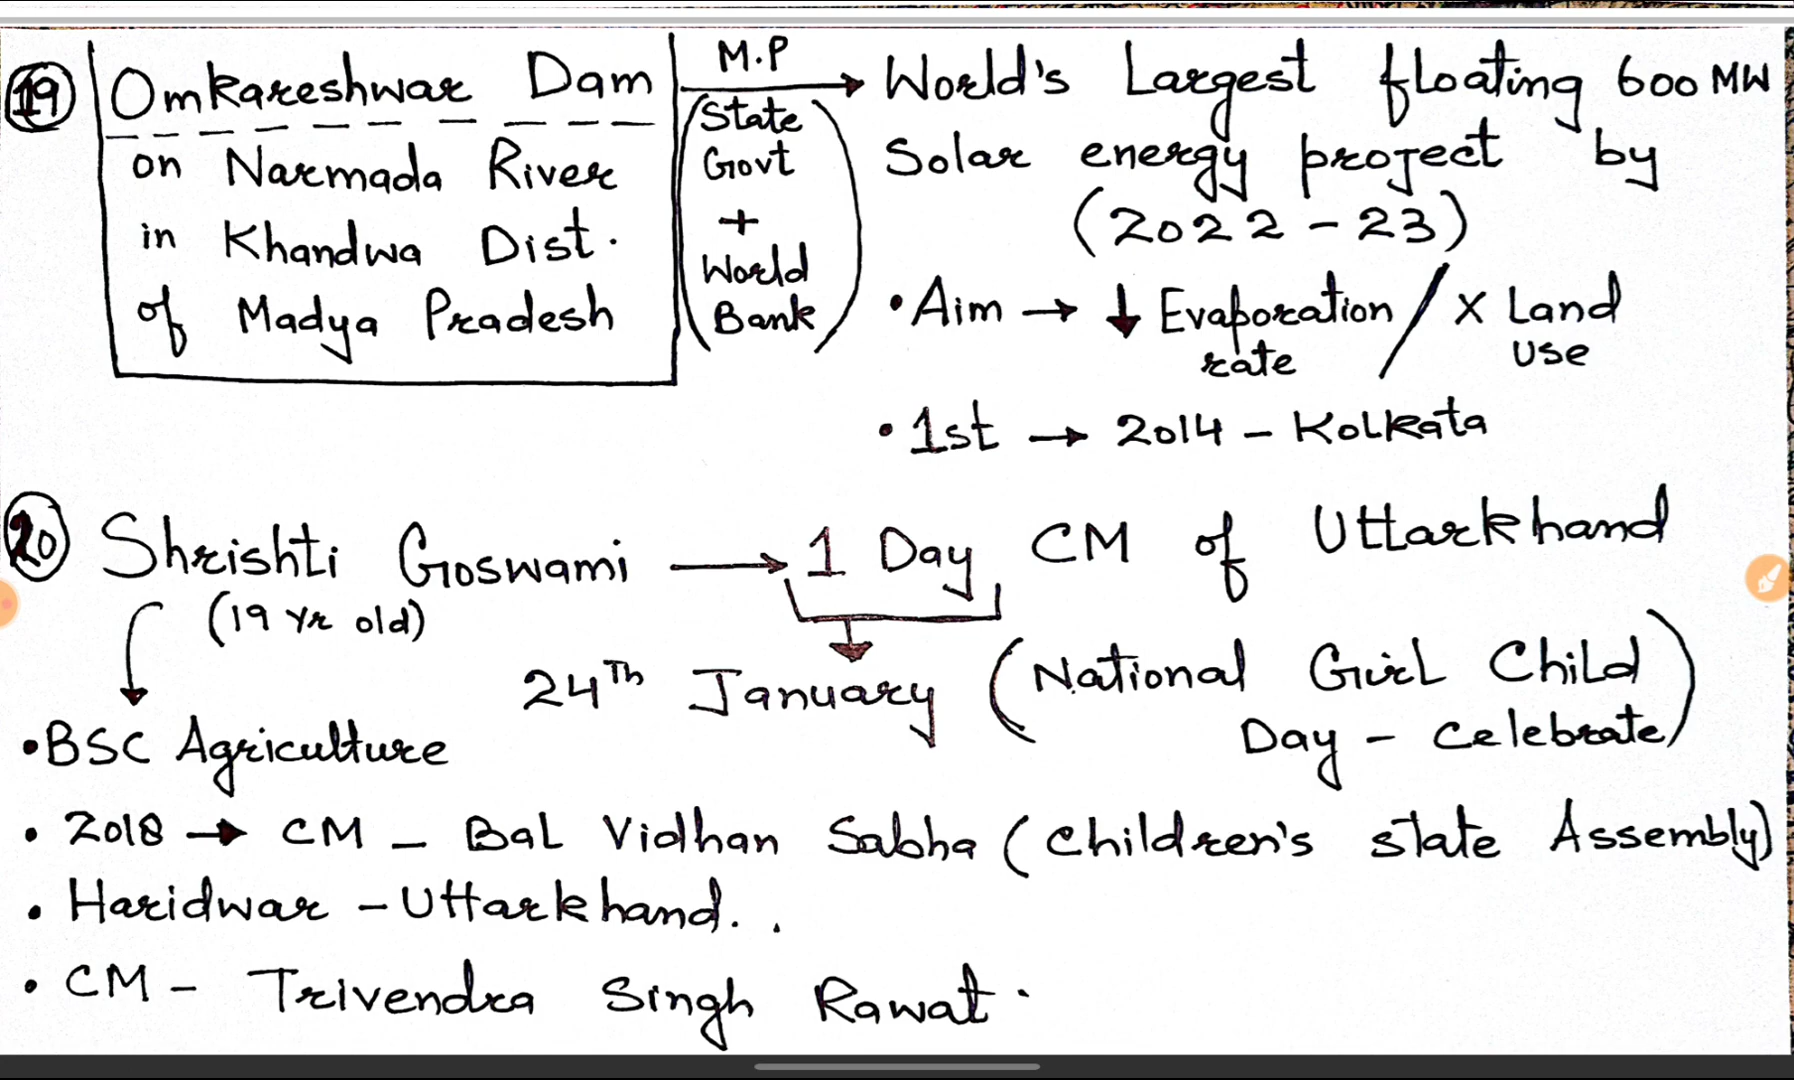 19 Omkareshwar Dam
on Narmada River
in Khandwa Dist.
of Madya Pradesh
M.P
(State
Govt
+
World
Bank)
→ World's Largest floating 600 MW
Solar energy project by
(2022-23)
• Aim → ↓ Evaporation / x Land
rate use
• 1st → 2014 - Kolkata
20 Shrishti Goswami → 1 Day CM of Uttarkhand
(19 Yr old)
24Th January (National Girl Child
Day - Celebrate)
• BSC Agriculture
• 2018 → CM - Bal Vidhan Sabha (Children's state Assembly)
• Haridwar - Uttarkhand..
• CM - Trivendra Singh Rawat.